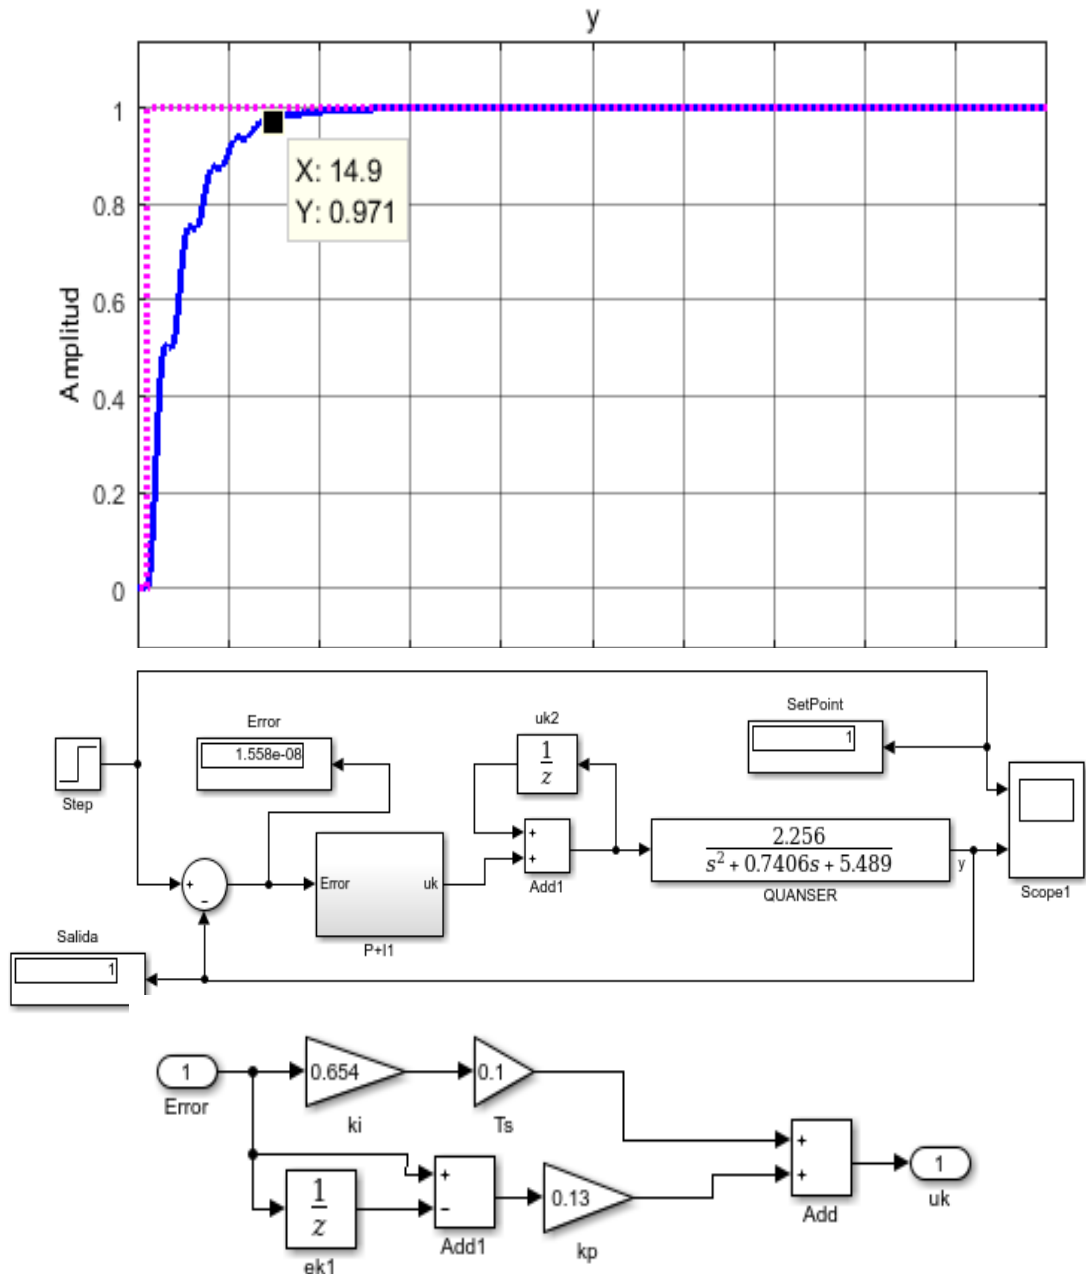 y
1
0.8
0.6
0.4
0.2
0
Amplitud
X: 14.9
Y: 0.971
Step
Error
1.558e-08
uk2
1
z
SetPoint
1
+
-
Error
uk
P+I1
+
+
Add1
2.256
s² + 0.7406s + 5.489
QUANSER
y
Scope1
Salida
1
1
Error
0.654
ki
0.1
Ts
1
z
ek1
+
−
Add1
0.13
kp
+
+
Add
1
uk